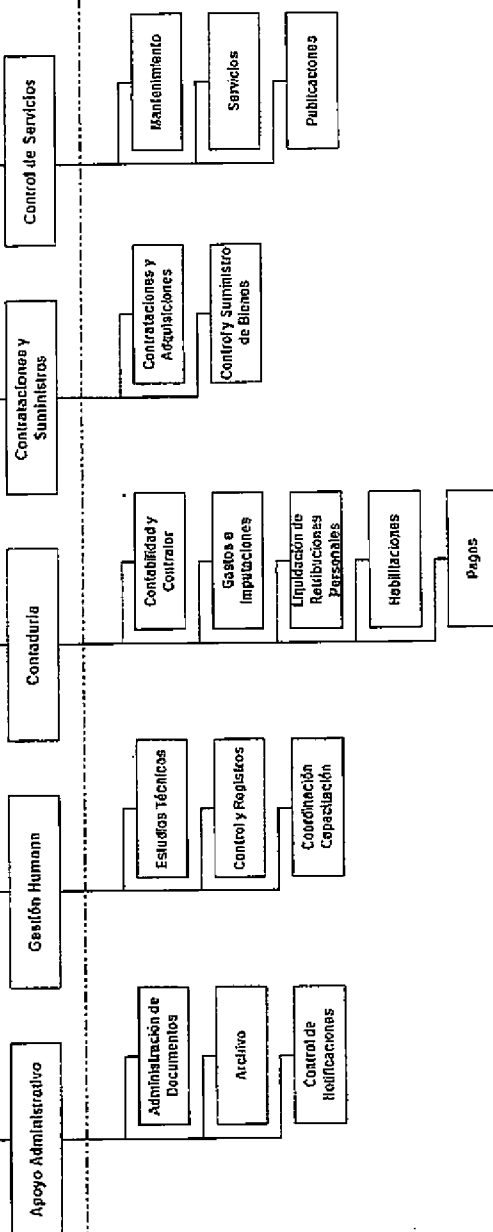 Apoyo Administrativo
Administración de
Documentos
Archivo
Control de
Notificaciones
Gestión Humana
Estudios Técnicos
Control y Registros
Coordinación
Capacitación
Contaduría
Contabilidad y
Contralor
Gastos e
Imputaciones
Liquidación de
Retribuciones
Personales
Habilitaciones
Pagos
Contrataciones y
Suministros
Contrataciones y
Adquisiciones
Control y Suministro
de Bienes
Control de Servicios
Mantenimiento
Servicios
Publicaciones